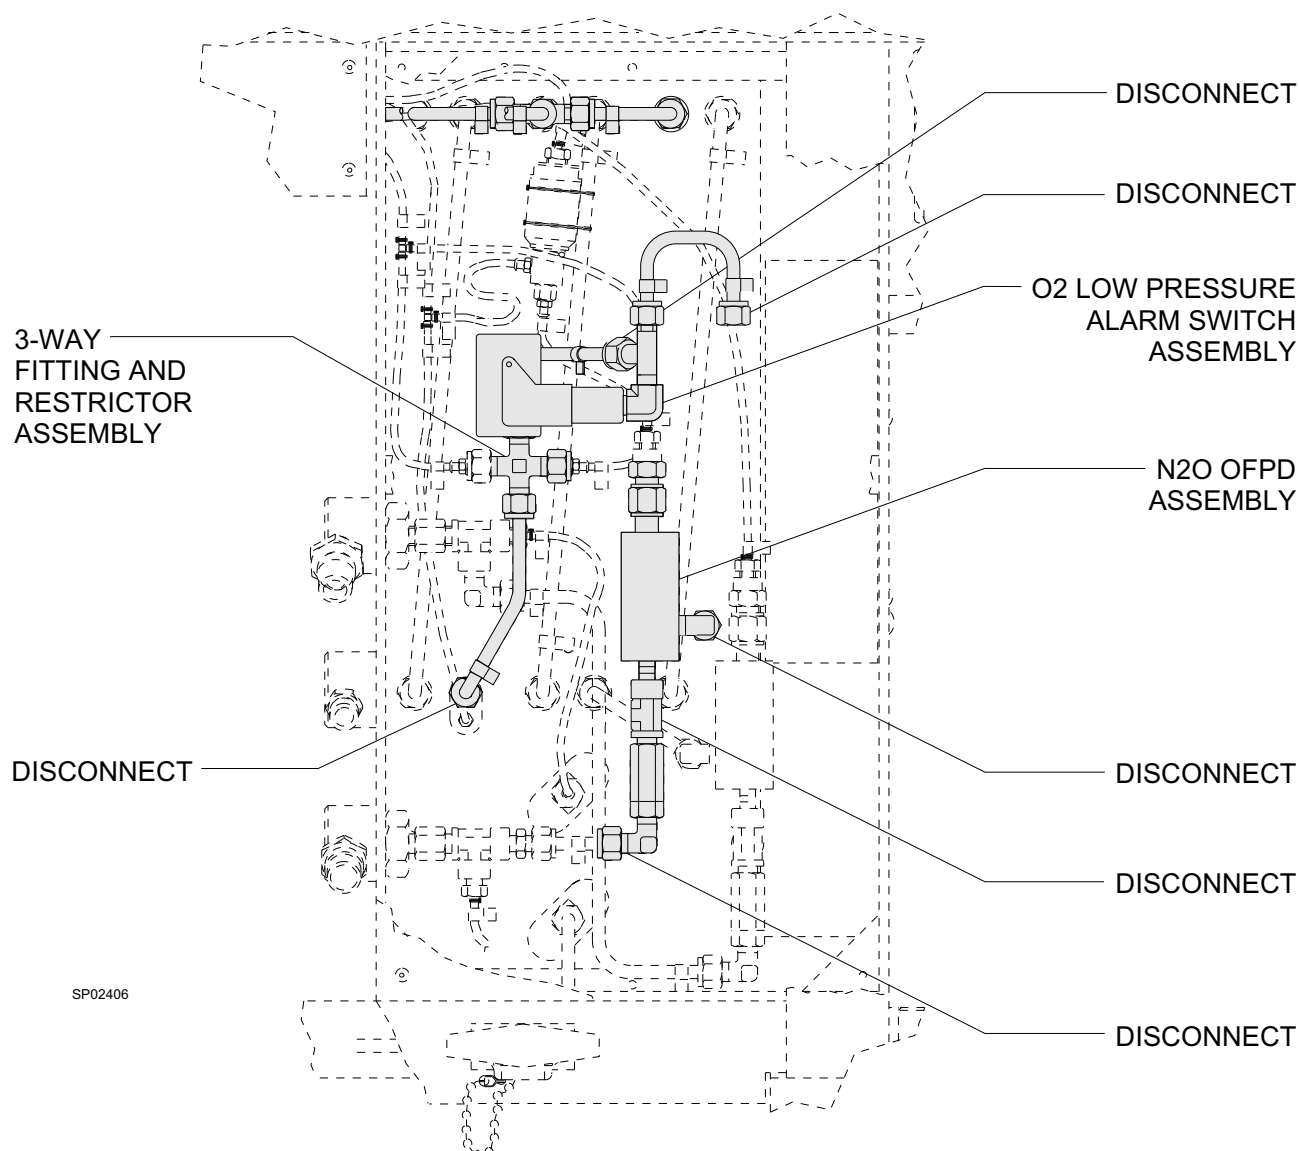 DISCONNECT
DISCONNECT
O2 LOW PRESSURE
ALARM SWITCH
ASSEMBLY
3-WAY
FITTING AND
RESTRICTOR
ASSEMBLY
N2O OFPD
ASSEMBLY
DISCONNECT
DISCONNECT
DISCONNECT
SP02406
DISCONNECT